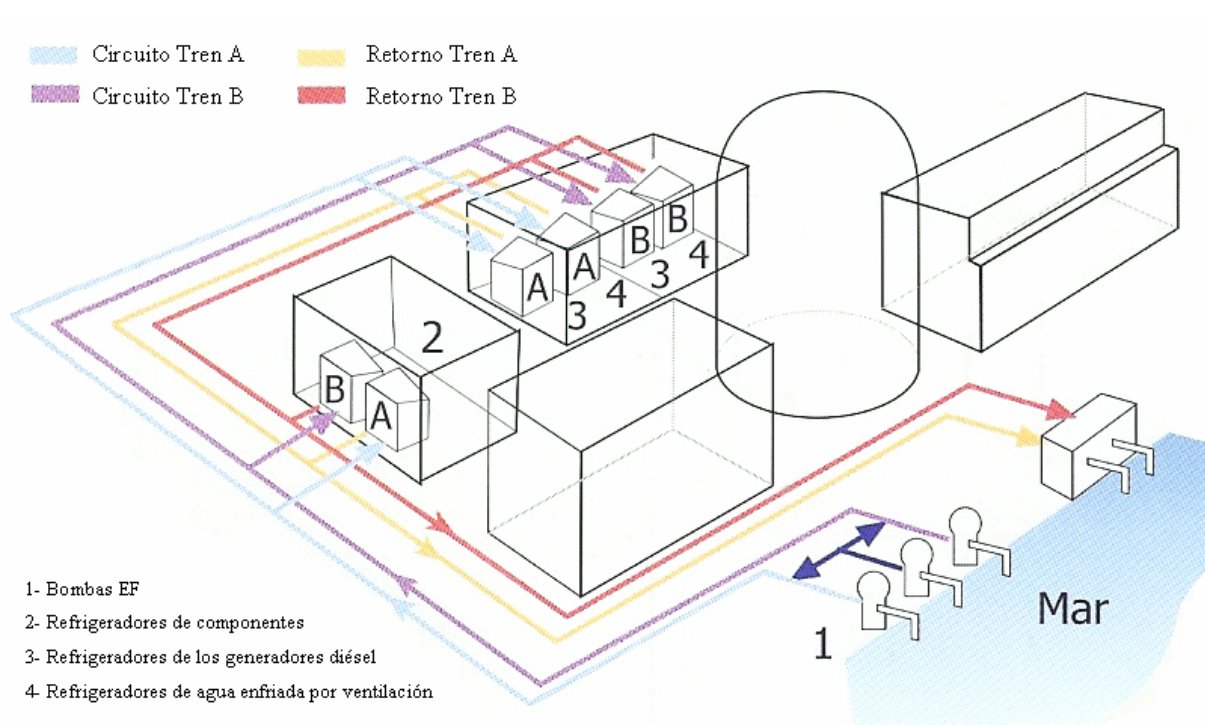 Circuito Tren A
Retorno Tren A
Circuito Tren B
Retorno Tren B
B
B
A
A
4
3
4
3
2
B
A
1- Bombas EF
2- Refrigeradores de componentes
3- Refrigeradores de los generadores diésel
4- Refrigeradores de agua enfriada por ventilación
Mar
1